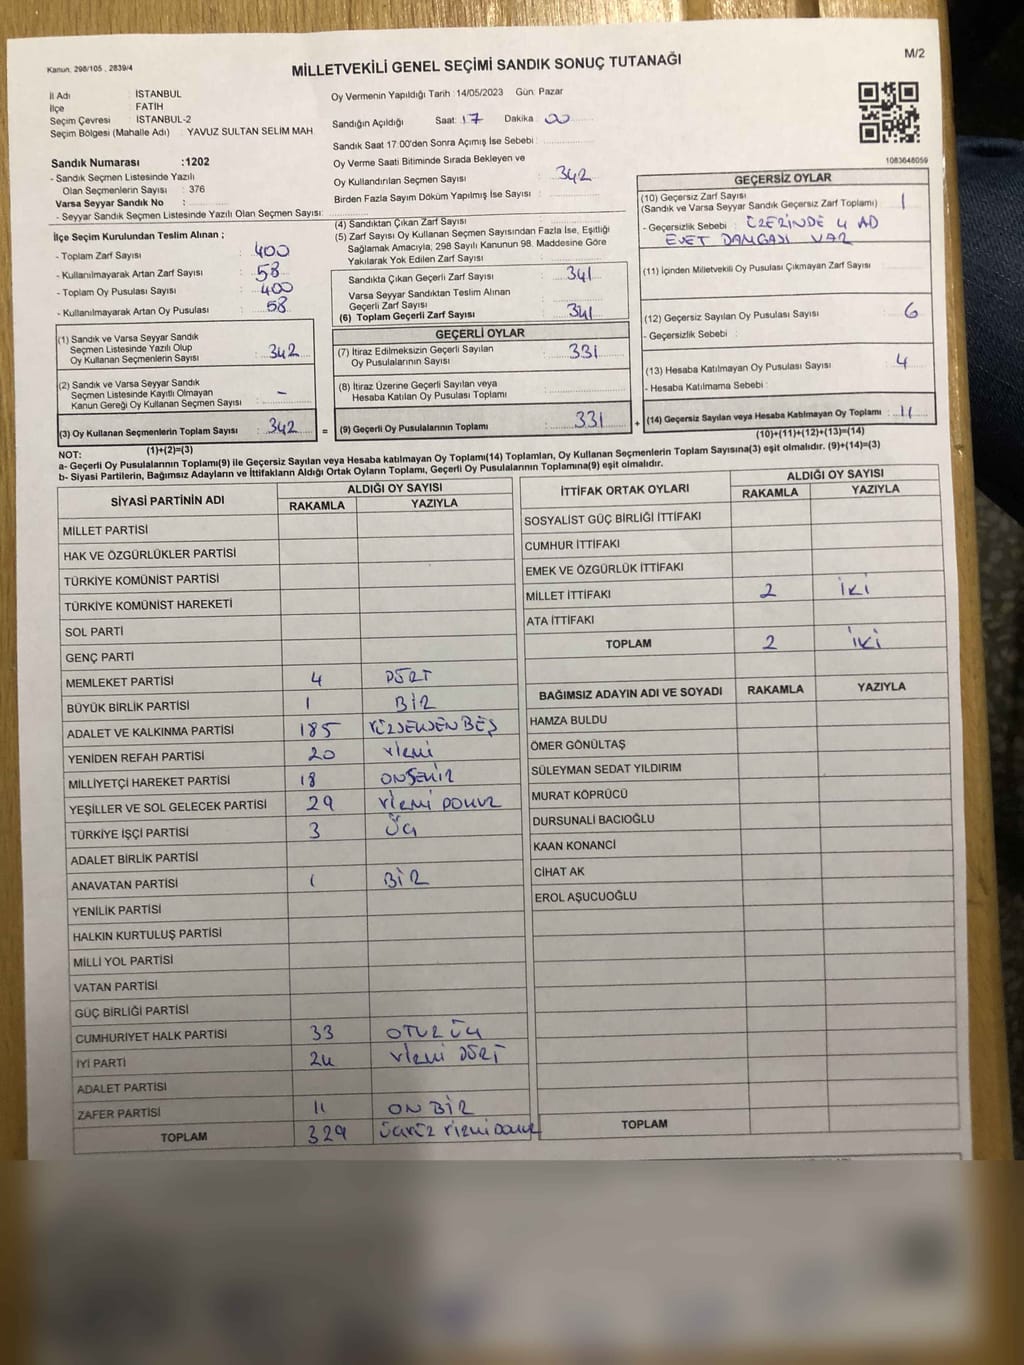 Kanun. 298/105 . 2839/4
MİLLETVEKİLİ GENEL SEÇİMİ SANDIK SONUÇ TUTANAĞI
M/2
İl Adı : İSTANBUL
İlçe : FATİH
Seçim Çevresi : İSTANBUL-2
Seçim Bölgesi (Mahalle Adı) : YAVUZ SULTAN SELİM MAH
Sandık Numarası :1202
- Sandık Seçmen Listesinde Yazılı
Olan Seçmenlerin Sayısı : 376
Varsa Seyyar Sandık No :
- Seyyar Sandık Seçmen Listesinde Yazılı Olan Seçmen Sayısı:
Oy Vermenin Yapıldığı Tarih :14/05/2023 Gün: Pazar
Sandığın Açıldığı Saat: 17 Dakika : 00
Sandık Saat 17.00'den Sonra Açımış İse Sebebi :
Oy Verme Saati Bitiminde Sırada Bekleyen ve
Oy Kullandırılan Seçmen Sayısı : 342
Birden Fazla Sayım Döküm Yapılmış İse Sayısı :
1083648059
İlçe Seçim Kurulundan Teslim Alınan ;
- Toplam Zarf Sayısı : 400
- Kullanılmayarak Artan Zarf Sayısı : 58
- Toplam Oy Pusulası Sayısı : 400
- Kullanılmayarak Artan Oy Pusulası : 58
(1) Sandık ve Varsa Seyyar Sandık
Seçmen Listesinde Yazılı Olup
Oy Kullanan Seçmenlerin Sayısı : 342
(2) Sandık ve Varsa Seyyar Sandık
Seçmen Listesinde Kayıtlı Olmayan
Kanun Gereği Oy Kullanan Seçmen Sayısı : -
(3) Oy Kullanan Seçmenlerin Toplam Sayısı : 342
(1)+(2)=(3)
(4) Sandıktan Çıkan Zarf Sayısı :
(5) Zarf Sayısı Oy Kullanan Seçmen Sayısından Fazla İse, Eşitliği
Sağlamak Amacıyla; 298 Sayılı Kanunun 98. Maddesine Göre
Yakılarak Yok Edilen Zarf Sayısı :
Sandıkta Çıkan Geçerli Zarf Sayısı : 341
Varsa Seyyar Sandıktan Teslim Alınan
Geçerli Zarf Sayısı :
(6) Toplam Geçerli Zarf Sayısı : 341
GEÇERLİ OYLAR
(7) İtiraz Edilmeksizin Geçerli Sayılan
Oy Pusulalarının Sayısı : 331
(8) İtiraz Üzerine Geçerli Sayılan veya
Hesaba Katılan Oy Pusulası Toplamı :
= (9) Geçerli Oy Pusulalarının Toplamı : 331 +
GEÇERSİZ OYLAR
(10) Geçersiz Zarf Sayısı
(Sandık ve Varsa Seyyar Sandık Geçersiz Zarf Toplamı) : 1
- Geçersizlik Sebebi : ÜZERİNDE 4 AD
EVET DAMGASI VAR
(11) İçinden Milletvekili Oy Pusulası Çıkmayan Zarf Sayısı :
(12) Geçersiz Sayılan Oy Pusulası Sayısı : 6
- Geçersizlik Sebebi :
(13) Hesaba Katılmayan Oy Pusulası Sayısı : 4
- Hesaba Katılmama Sebebi :
(14) Geçersiz Sayılan veya Hesaba Katılmayan Oy Toplamı : 11
(10)+(11)+(12)+(13)=(14)
NOT:
a- Geçerli Oy Pusulalarının Toplamı(9) ile Geçersiz Sayılan veya Hesaba katılmayan Oy Toplamı(14) Toplamları, Oy Kullanan Seçmenlerin Toplam Sayısına(3) eşit olmalıdır. (9)+(14)=(3)
b- Siyasi Partilerin, Bağımsız Adayların ve İttifakların Aldığı Ortak Oyların Toplamı, Geçerli Oy Pusulalarının Toplamına(9) eşit olmalıdır.
SİYASİ PARTİNİN ADI ALDIĞI OY SAYISI
RAKAMLA YAZIYLA
MİLLET PARTİSİ
HAK VE ÖZGÜRLÜKLER PARTİSİ
TÜRKİYE KOMÜNİST PARTİSİ
TÜRKİYE KOMÜNİST HAREKETİ
SOL PARTİ
GENÇ PARTİ
MEMLEKET PARTİSİ 4 DÖRT
BÜYÜK BİRLİK PARTİSİ 1 BİR
ADALET VE KALKINMA PARTİSİ 185 YÜZSEKSENBEŞ
YENİDEN REFAH PARTİSİ 20 YİRMİ
MİLLİYETÇİ HAREKET PARTİSİ 18 ONSEKİZ
YEŞİLLER VE SOL GELECEK PARTİSİ 29 YİRMİ DOKUZ
TÜRKİYE İŞÇİ PARTİSİ 3 ÜÇ
ADALET BİRLİK PARTİSİ
ANAVATAN PARTİSİ 1 BİR
YENİLİK PARTİSİ
HALKIN KURTULUŞ PARTİSİ
MİLLİ YOL PARTİSİ
VATAN PARTİSİ
GÜÇ BİRLİĞİ PARTİSİ
CUMHURİYET HALK PARTİSİ 33 OTUZ ÜÇ
İYİ PARTİ 24 YİRMİ DÖRT
ADALET PARTİSİ
ZAFER PARTİSİ 11 ON BİR
TOPLAM 329 ÜÇYÜZ YİRMİ DOKUZ
İTTİFAK ORTAK OYLARI ALDIĞI OY SAYISI
RAKAMLA YAZIYLA
SOSYALİST GÜÇ BİRLİĞİ İTTİFAKI
CUMHUR İTTİFAKI
EMEK VE ÖZGÜRLÜK İTTİFAKI
MİLLET İTTİFAKI 2 İKİ
ATA İTTİFAKI
TOPLAM 2 İKİ
BAĞIMSIZ ADAYIN ADI VE SOYADI RAKAMLA YAZIYLA
HAMZA BULDU
ÖMER GÖNÜLTAŞ
SÜLEYMAN SEDAT YILDIRIM
MURAT KÖPRÜCÜ
DURSUNALİ BACIOĞLU
KAAN KONANCİ
CİHAT AK
EROL AŞUCUOĞLU
TOPLAM